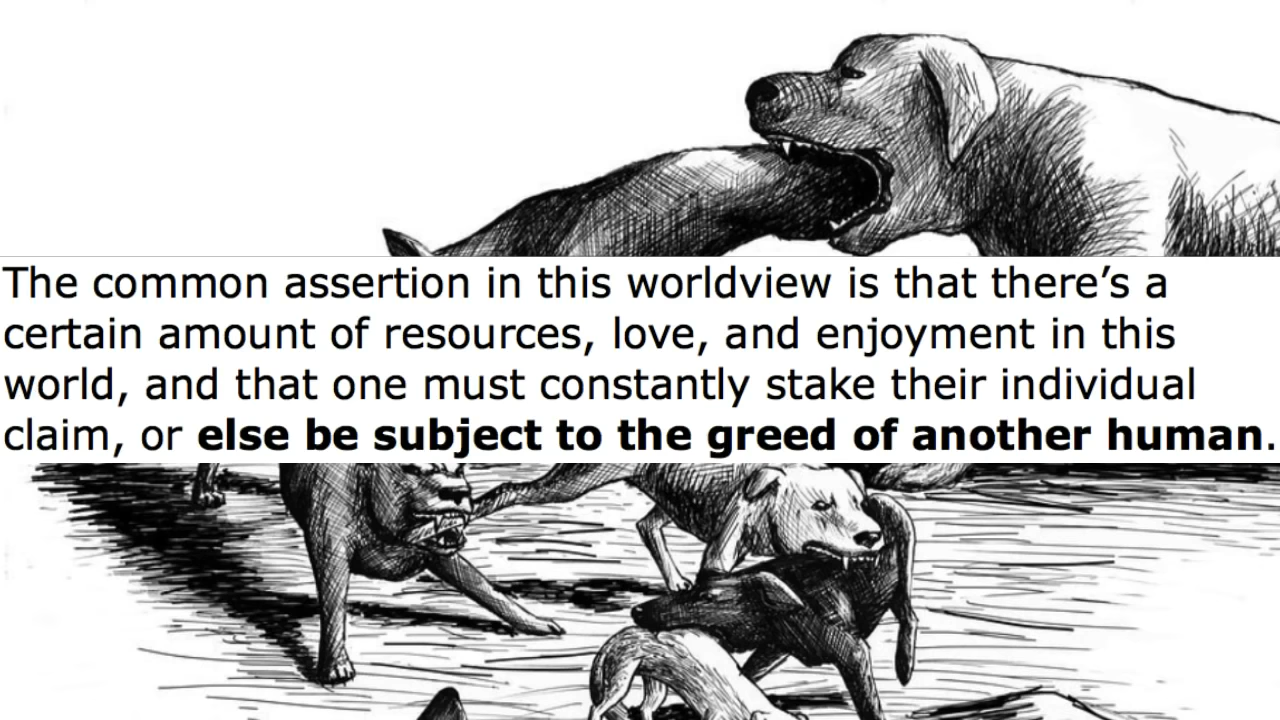 The common assertion in this worldview is that there’s a
certain amount of resources, love, and enjoyment in this
world, and that one must constantly stake their individual
claim, or else be subject to the greed of another human.